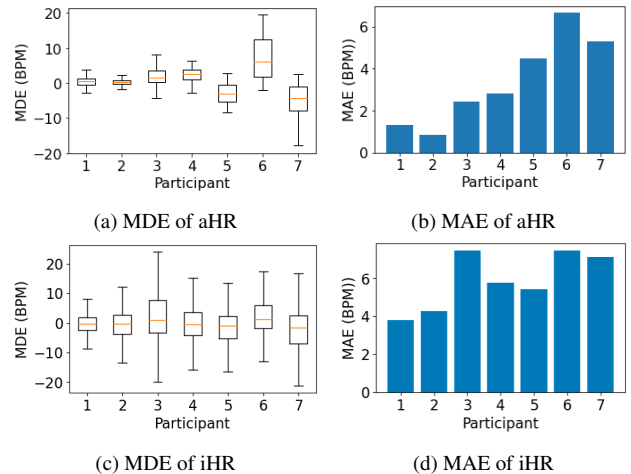 20
10
0
−10
−20
MDE (BPM)
1 2 3 4 5 6 7
Participant
(a) MDE of aHR
6
4
2
0
MAE (BPM))
1 2 3 4 5 6 7
Participant
(b) MAE of aHR
20
10
0
−10
−20
MDE (BPM)
1 2 3 4 5 6 7
Participant
(c) MDE of iHR
6
4
2
0
MAE (BPM))
1 2 3 4 5 6 7
Participant
(d) MAE of iHR